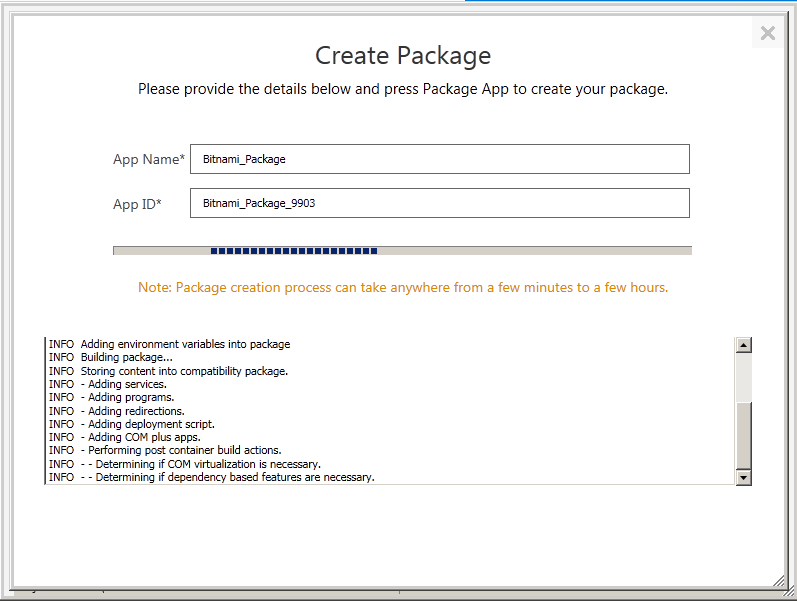 Create Package
Please provide the details below and press Package App to create your package.
App Name* Bitnami_Package
App ID* Bitnami_Package_9903
Note: Package creation process can take anywhere from a few minutes to a few hours.
INFO Adding environment variables into package
INFO Building package...
INFO Storing content into compatibility package.
INFO - Adding services.
INFO - Adding programs.
INFO - Adding redirections.
INFO - Adding deployment script.
INFO - Adding COM plus apps.
INFO - Performing post container build actions.
INFO - - Determining if COM virtualization is necessary.
INFO - - Determining if dependency based features are necessary.